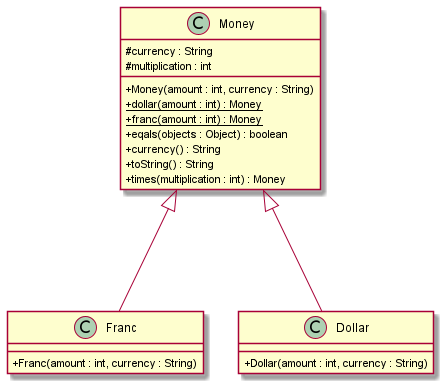 C Money
#currency : String
#multiplication : int
+Money(amount : int, currency : String)
+dollar(amount : int) : Money
+franc(amount : int) : Money
+eqals(objects : Object) : boolean
+currency() : String
+toString() : String
+times(multiplication : int) : Money
C Franc
+Franc(amount : int, currency : String)
C Dollar
+Dollar(amount : int, currency : String)